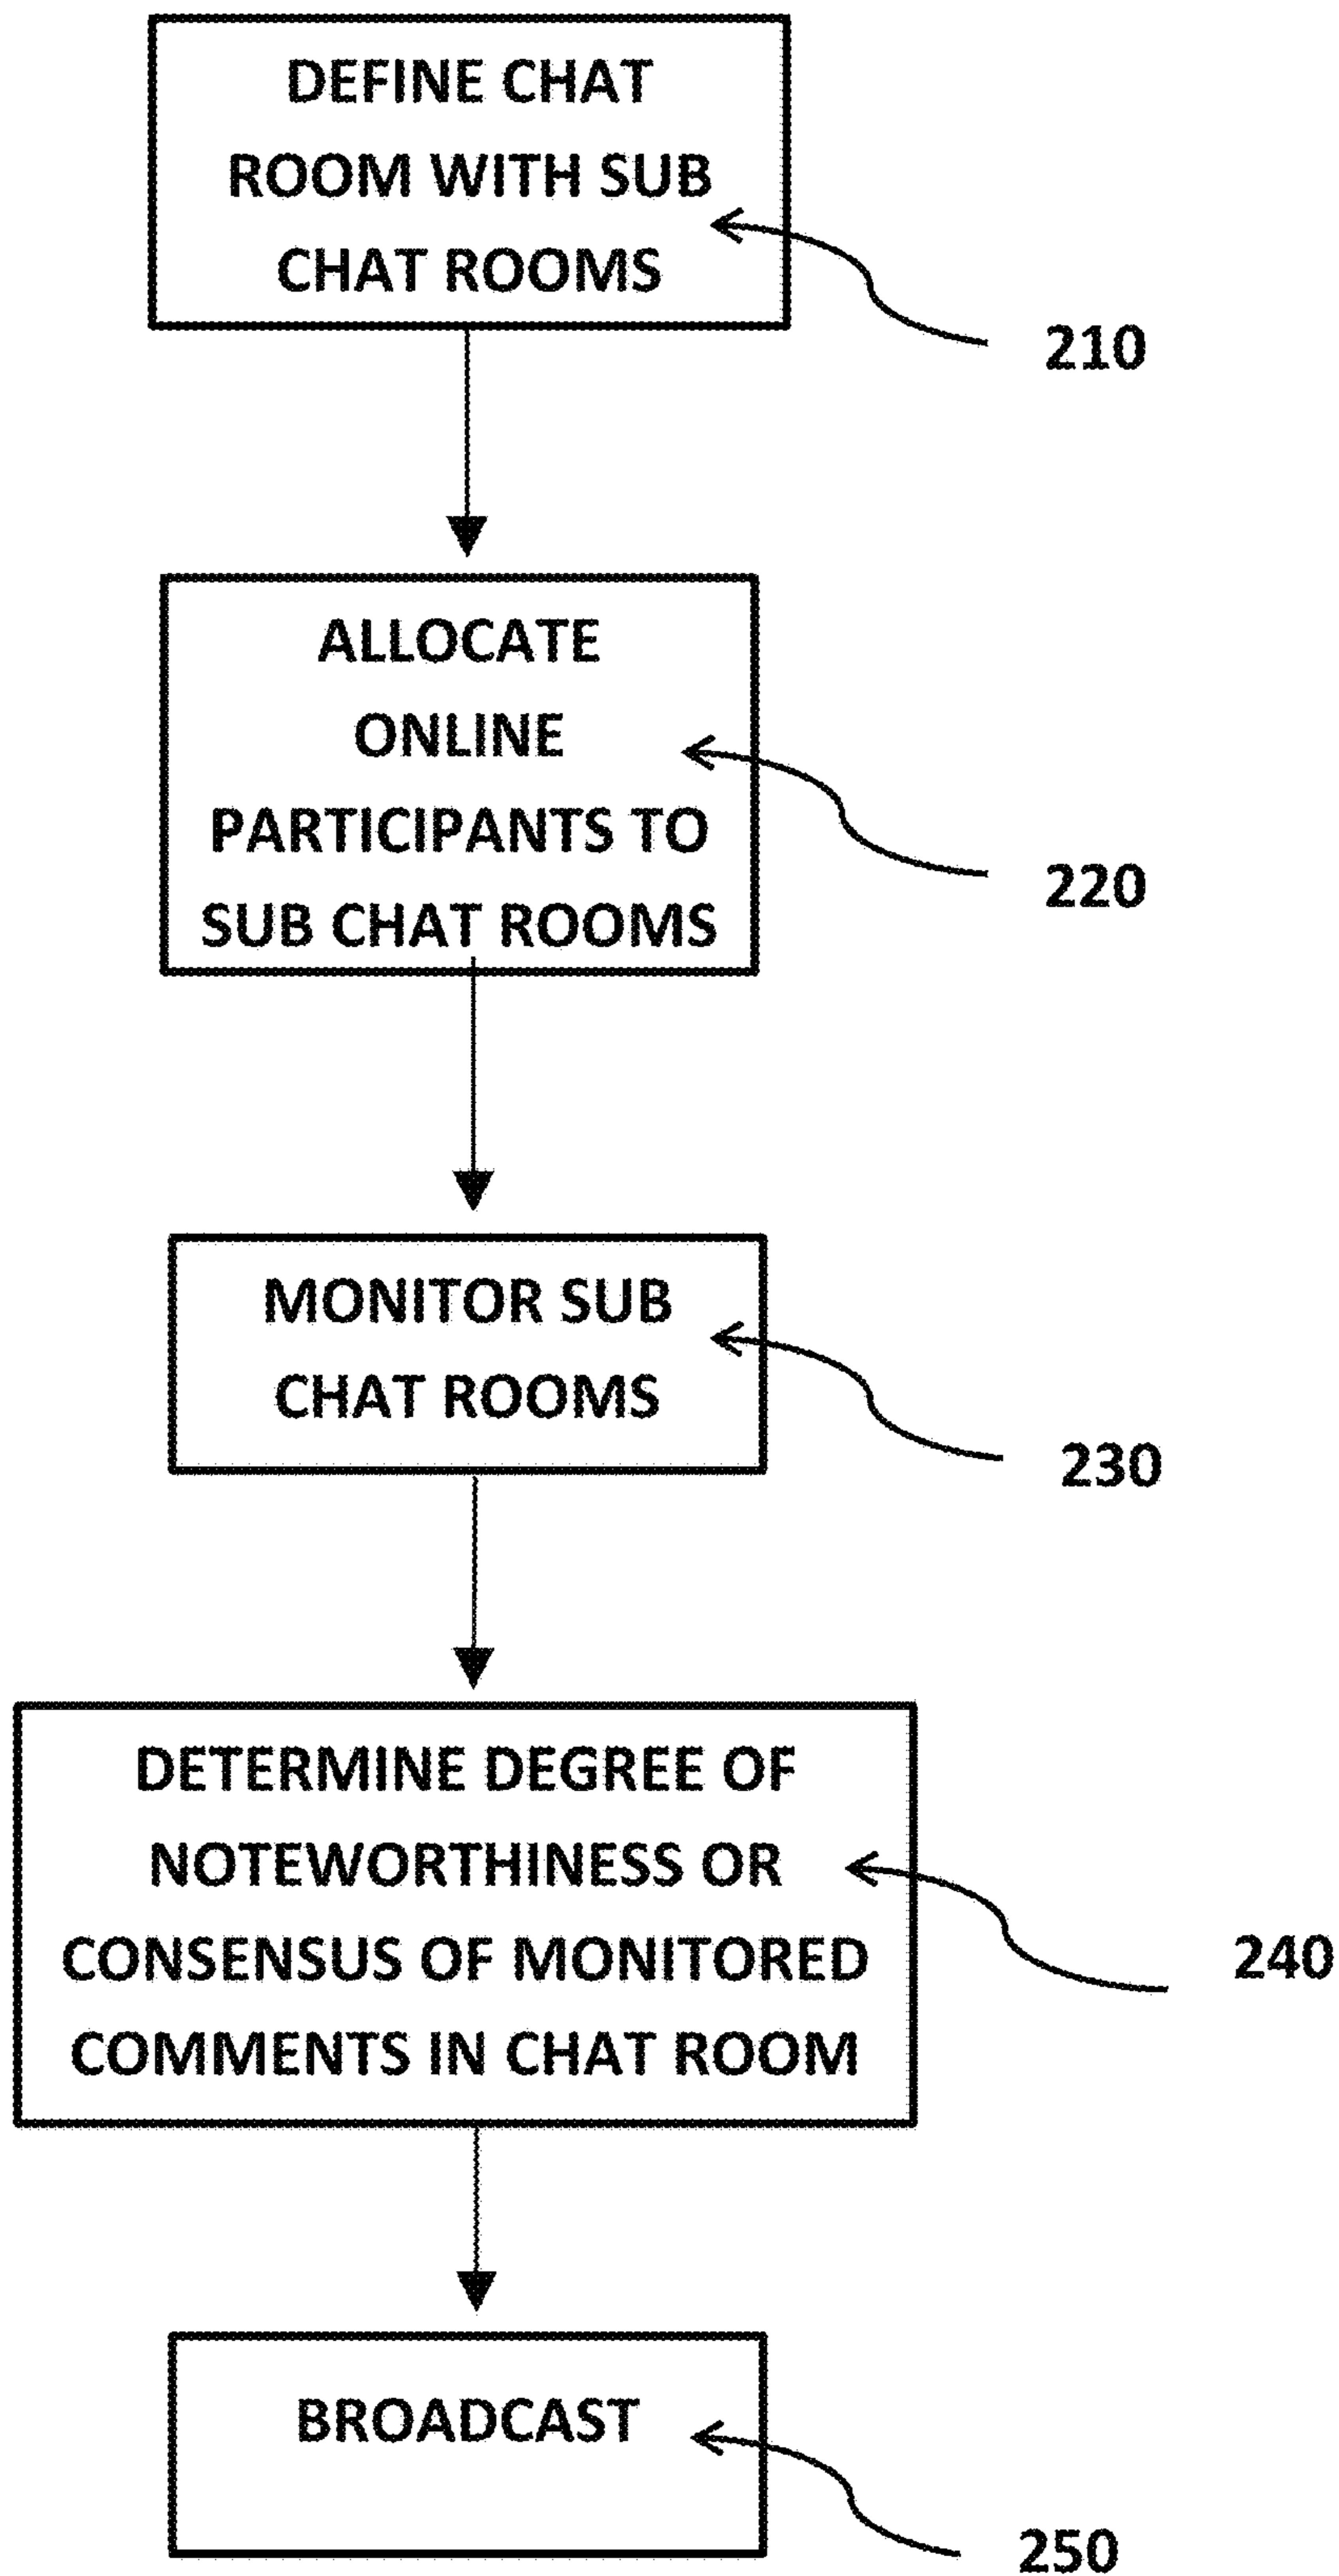 DEFINE CHAT
ROOM WITH SUB
CHAT ROOMS
210
ALLOCATE
ONLINE
PARTICIPANTS TO
SUB CHAT ROOMS
220
MONITOR SUB
CHAT ROOMS
230
DETERMINE DEGREE OF
NOTEWORTHINESS OR
CONSENSUS OF MONITORED
COMMENTS IN CHAT ROOM
240
BROADCAST
250